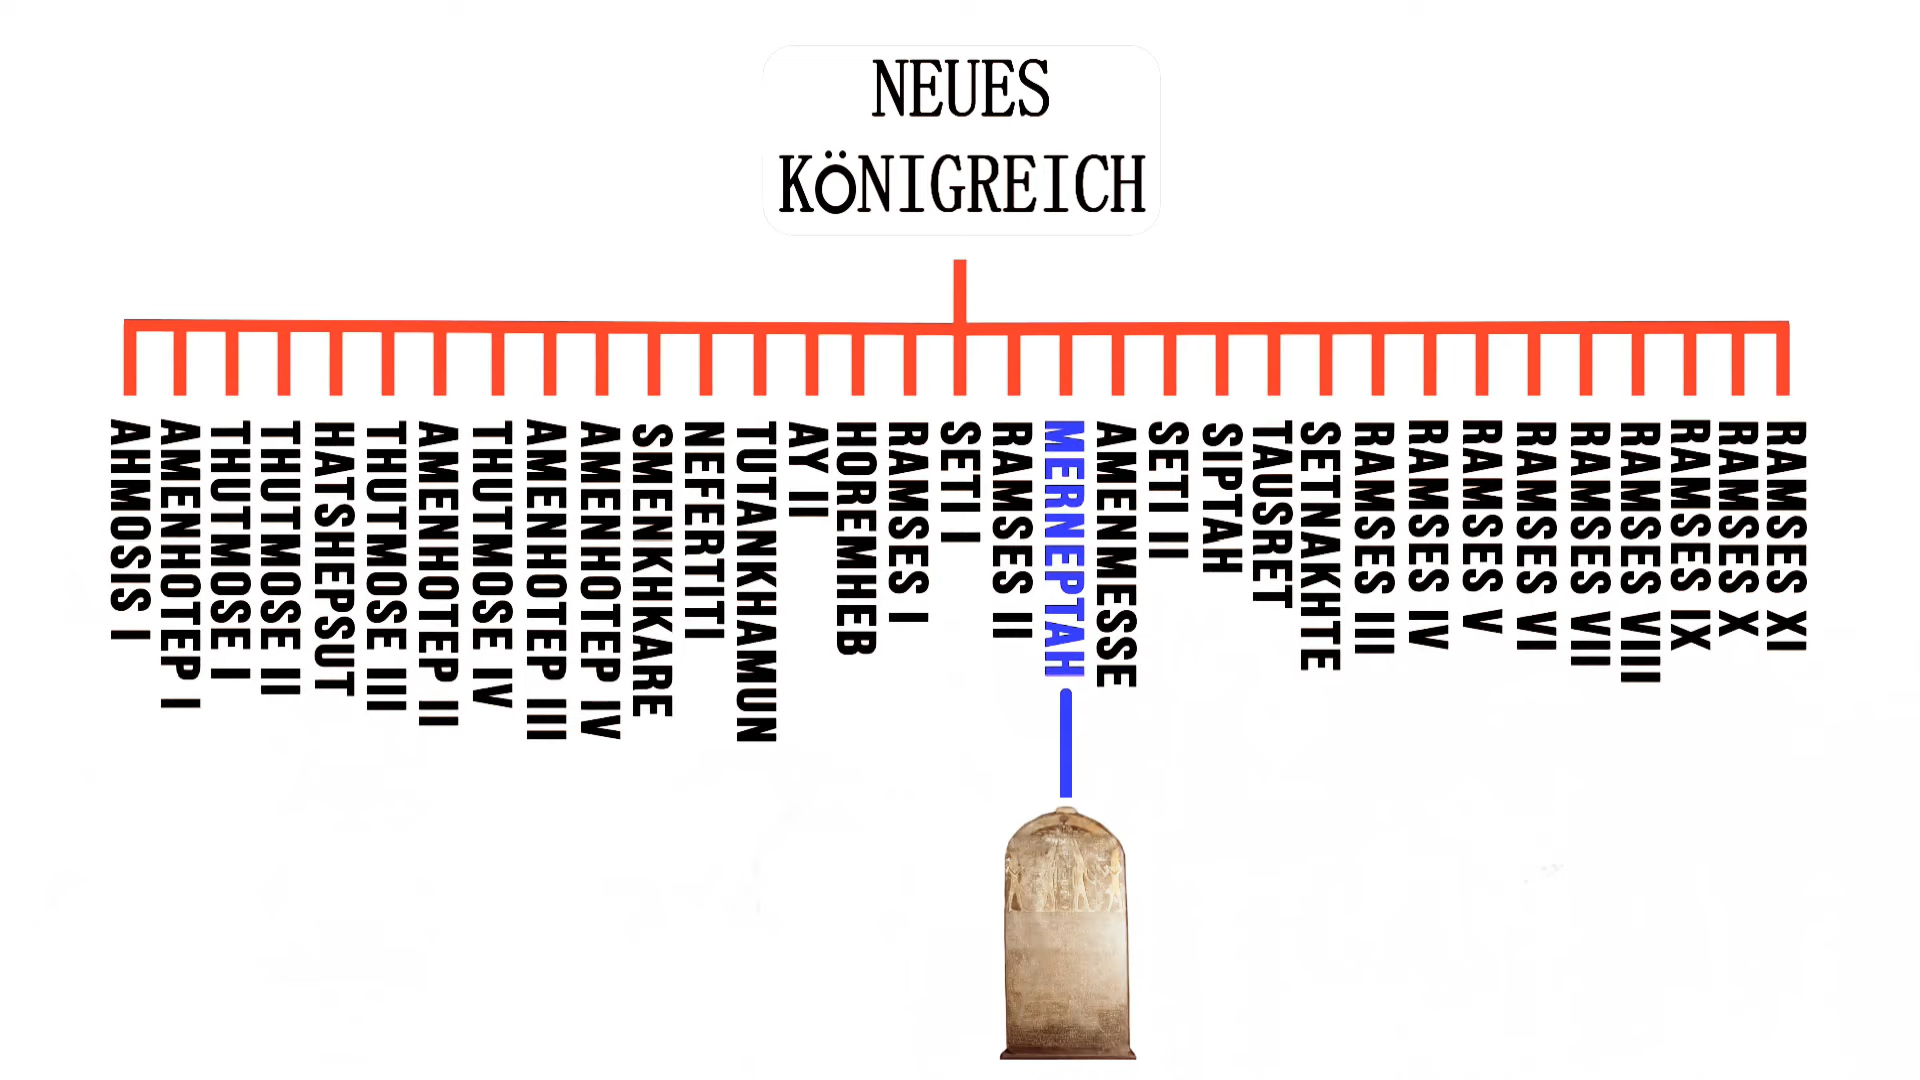 NEUES
KÖNIGREICH
AHMOSIS I
AMENHOTEP I
THUTMOSE I
THUTMOSE II
HATSHEPSUT
THUTMOSE III
AMENHOTEP II
THUTMOSE IV
AMENHOTEP III
AMENHOTEP IV
SMENKHKARE
NEFERTITI
TUTANKHAMUN
AY II
HOREMHEB
RAMSES I
SETI I
RAMSES II
MERNEPTAH
AMENMESSE
SETI II
SIPTAH
TAUSRET
SETNAKHTE
RAMSES III
RAMSES IV
RAMSES V
RAMSES VI
RAMSES VII
RAMSES VIII
RAMSES IX
RAMSES X
RAMSES XI